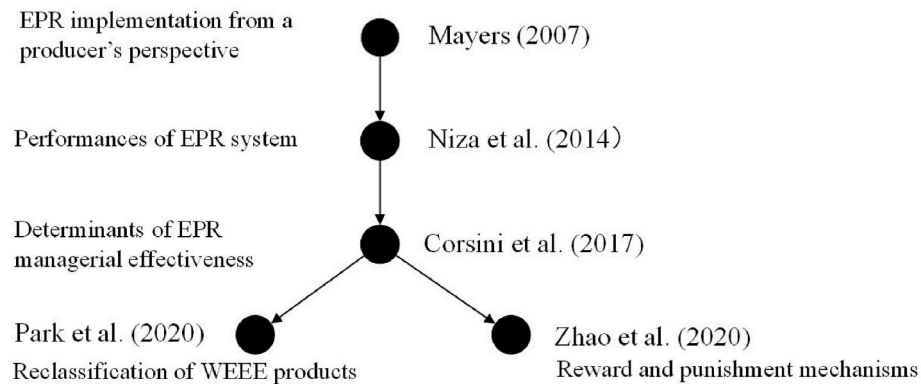 EPR implementation from a
producer's perspective
Mayers (2007)
Performances of EPR system
Niza et al. (2014）
Determinants of EPR
managerial effectiveness
Corsini et al. (2017)
Park et al. (2020)
Reclassification of WEEE products
Zhao et al. (2020)
Reward and punishment mechanisms